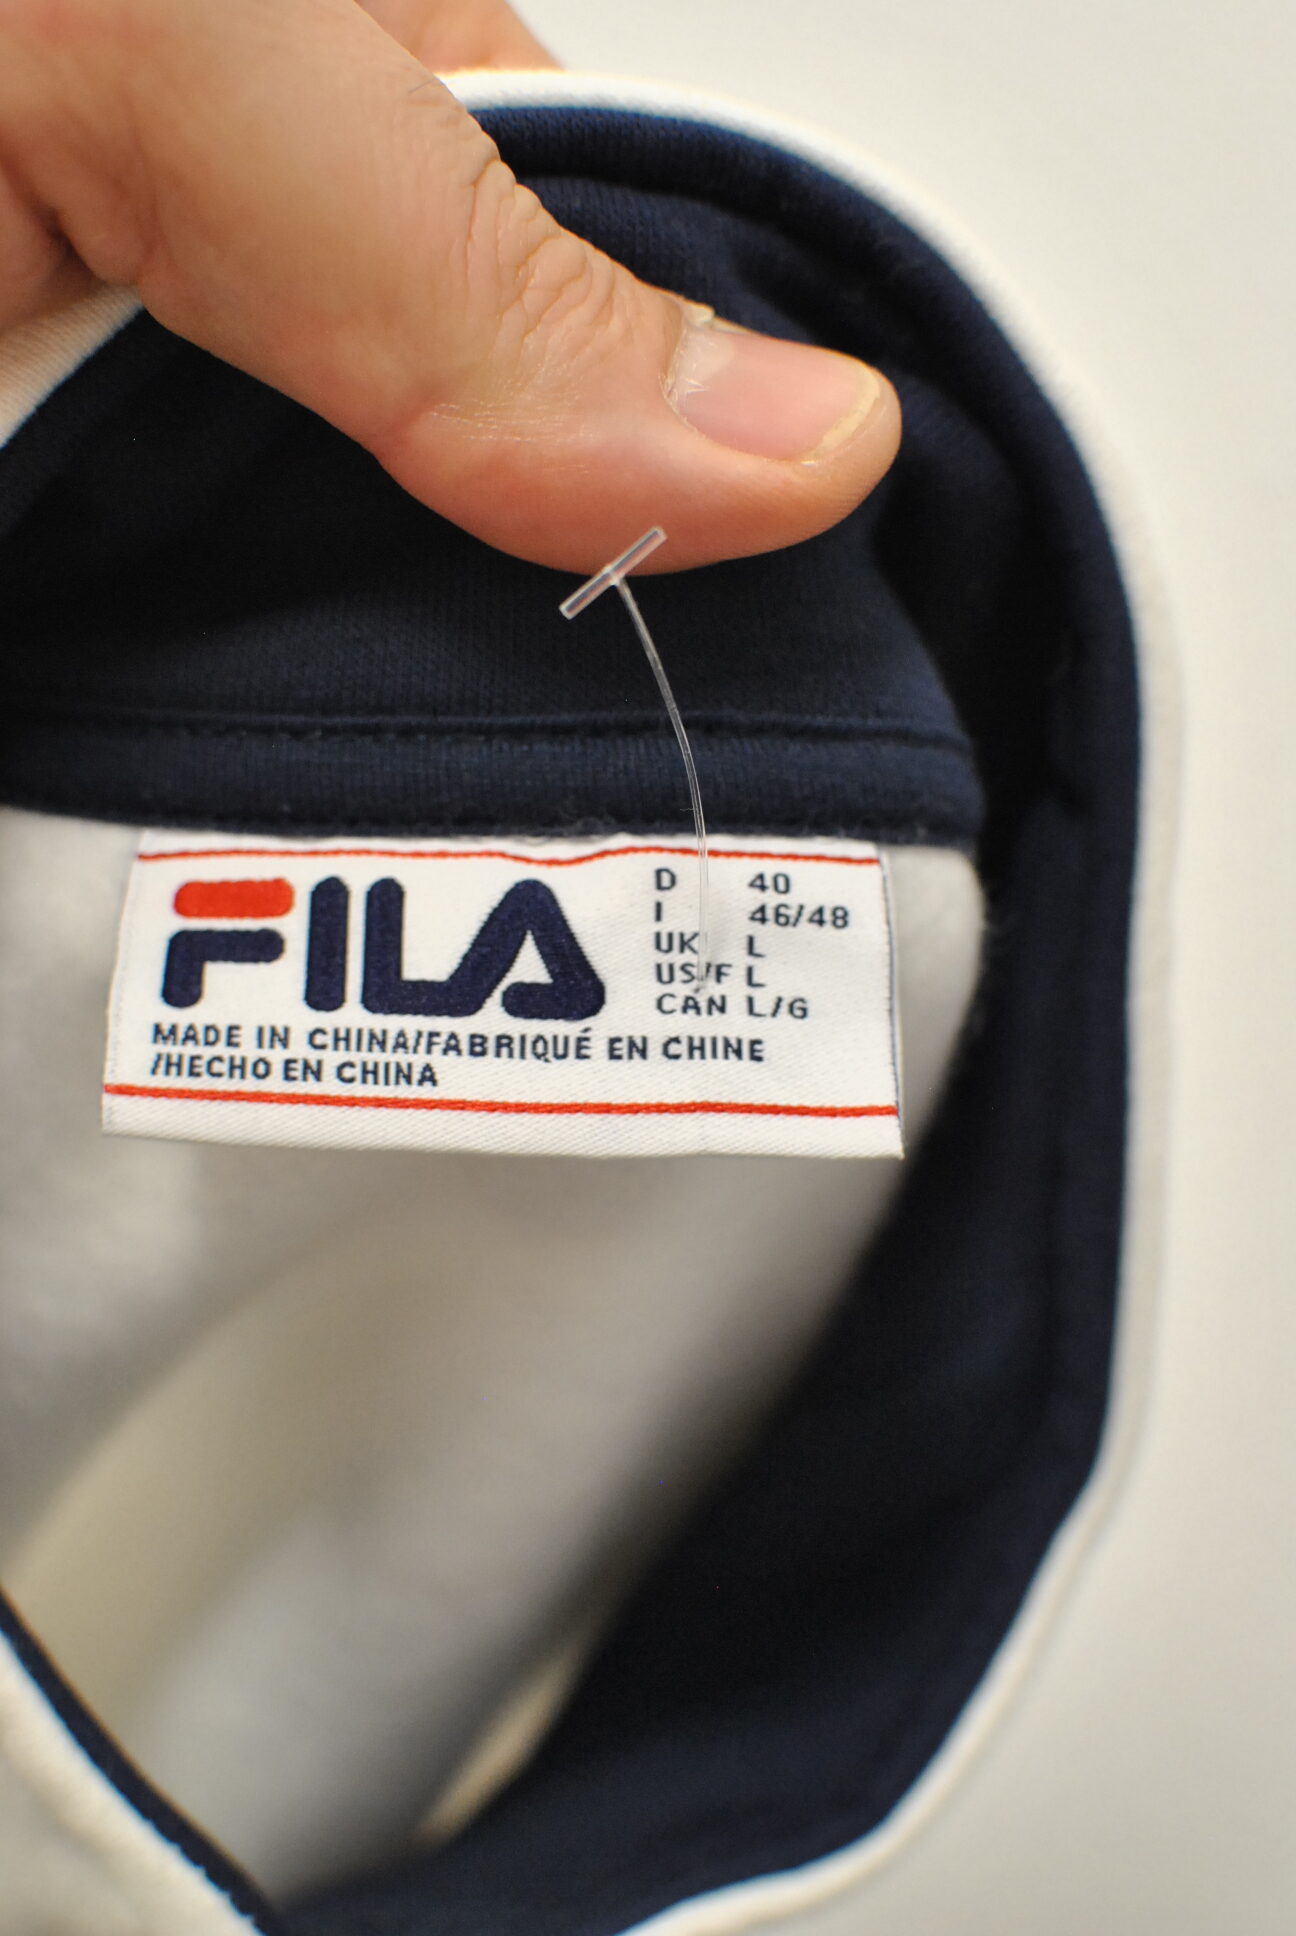 FILA
D 40
I 46/48
UK L
US/F L
CAN L/G
MADE IN CHINA/FABRIQUÉ EN CHINE
/HECHO EN CHINA